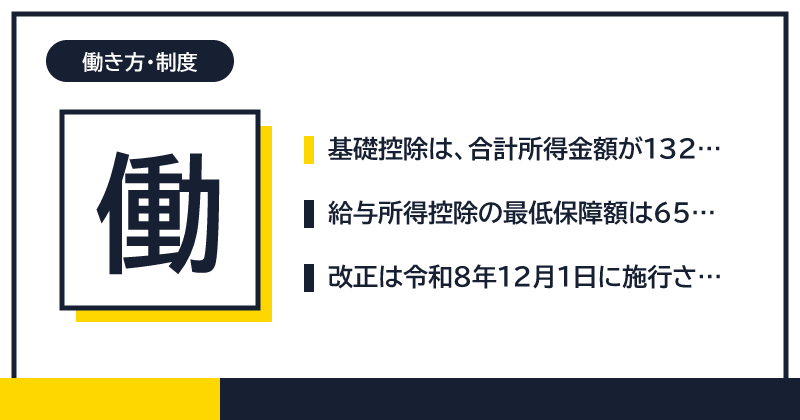 働き方・制度
働
基礎控除は、合計所得金額が132…
給与所得控除の最低保障額は65…
改正は令和8年12月1日に施行さ…